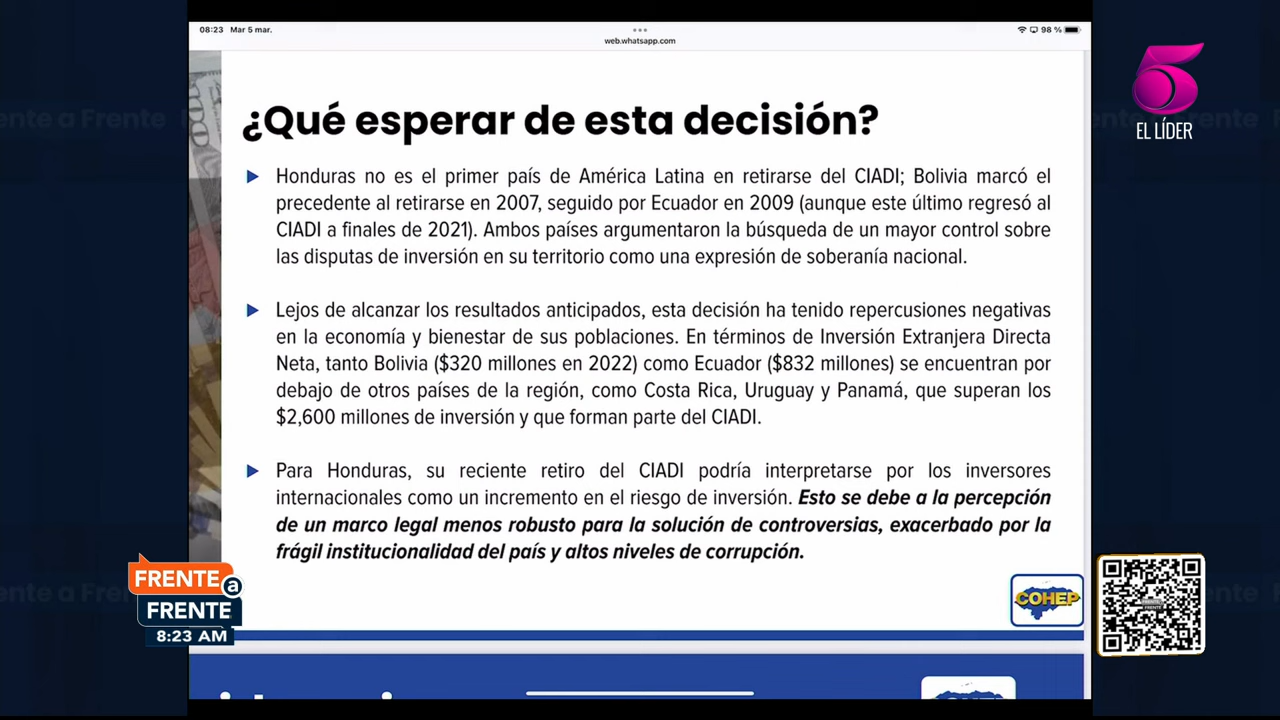 08:23 Mar 5 mar.
web.whatsapp.com
98 %
5
EL LÍDER
¿Qué esperar de esta decisión?
Honduras no es el primer país de América Latina en retirarse del CIADI; Bolivia marcó el
precedente al retirarse en 2007, seguido por Ecuador en 2009 (aunque este último regresó al
CIADI a finales de 2021). Ambos países argumentaron la búsqueda de un mayor control sobre
las disputas de inversión en su territorio como una expresión de soberanía nacional.
Lejos de alcanzar los resultados anticipados, esta decisión ha tenido repercusiones negativas
en la economía y bienestar de sus poblaciones. En términos de Inversión Extranjera Directa
Neta, tanto Bolivia ($320 millones en 2022) como Ecuador ($832 millones) se encuentran por
debajo de otros países de la región, como Costa Rica, Uruguay y Panamá, que superan los
$2,600 millones de inversión y que forman parte del CIADI.
Para Honduras, su reciente retiro del CIADI podría interpretarse por los inversores
internacionales como un incremento en el riesgo de inversión. Esto se debe a la percepción
de un marco legal menos robusto para la solución de controversias, exacerbado por la
frágil institucionalidad del país y altos niveles de corrupción.
COHEP
FRENTE a
FRENTE
8:23 AM